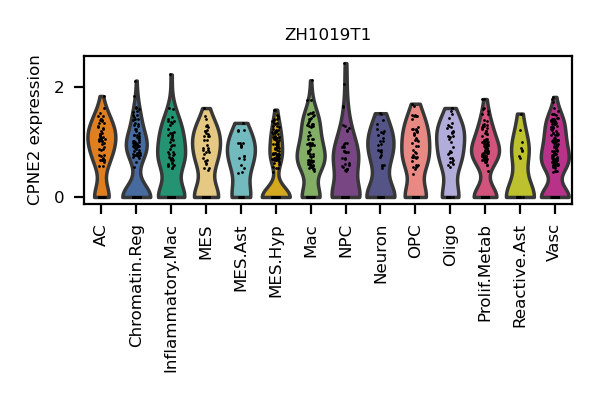 ZH1019T1
CPNE2 expression
2
0
AC
Chromatin.Reg
Inflammatory.Mac
MES
MES.Ast
MES.Hyp
Mac
NPC
Neuron
OPC
Oligo
Prolif.Metab
Reactive.Ast
Vasc